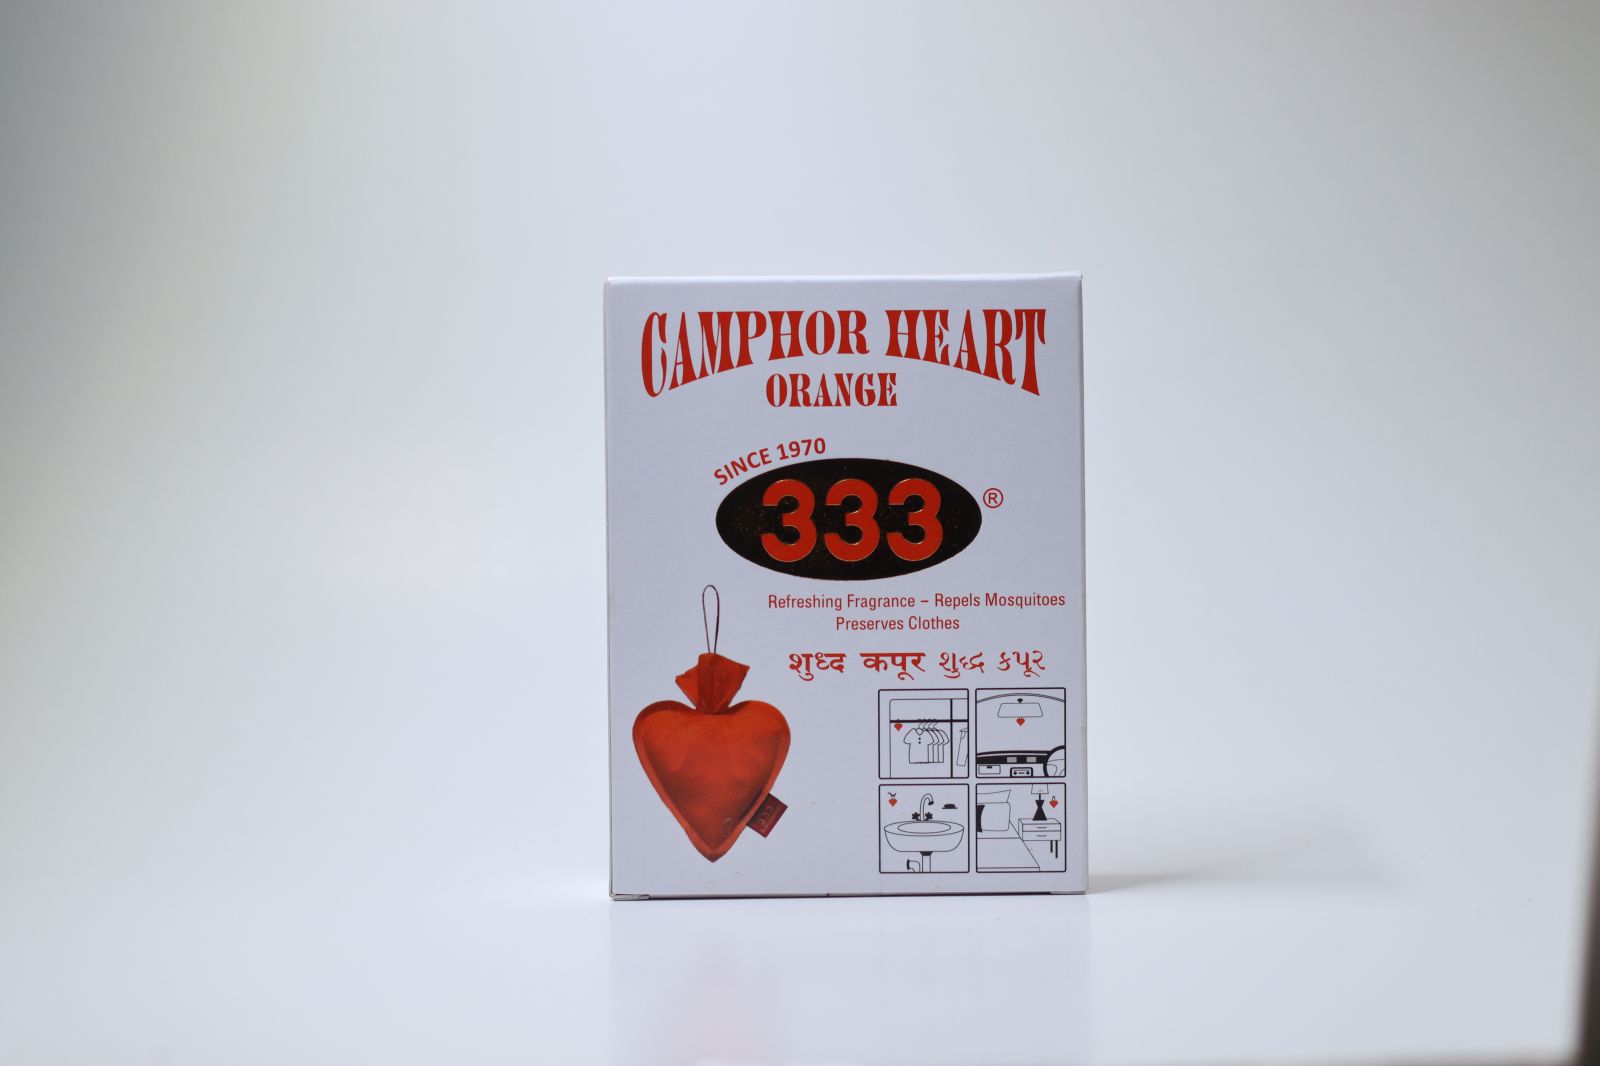 CAMPHOR HEART
ORANGE
SINCE 1970
333®
Refreshing Fragrance – Repels Mosquitoes
Preserves Clothes
शुध्द कपूर શુદ્ધ કપૂર